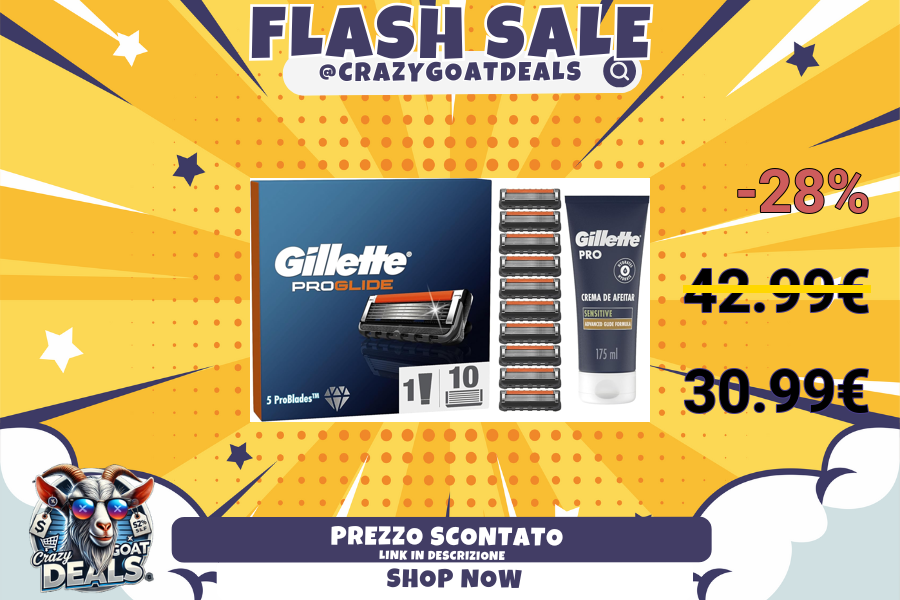 FLASH SALE
@CRAZYGOATDEALS
-28%
42.99€
30.99€
Gillette®
PROGLIDE
5 ProBlades™
1
10
Gillette®
PRO
CREMA DE AFEITAR
SENSITIVE
ADVANCED GLIDE FORMULA
175 ml
$
52%
Crazy
GOAT
DEALS
PREZZO SCONTATO
LINK IN DESCRIZIONE
SHOP NOW